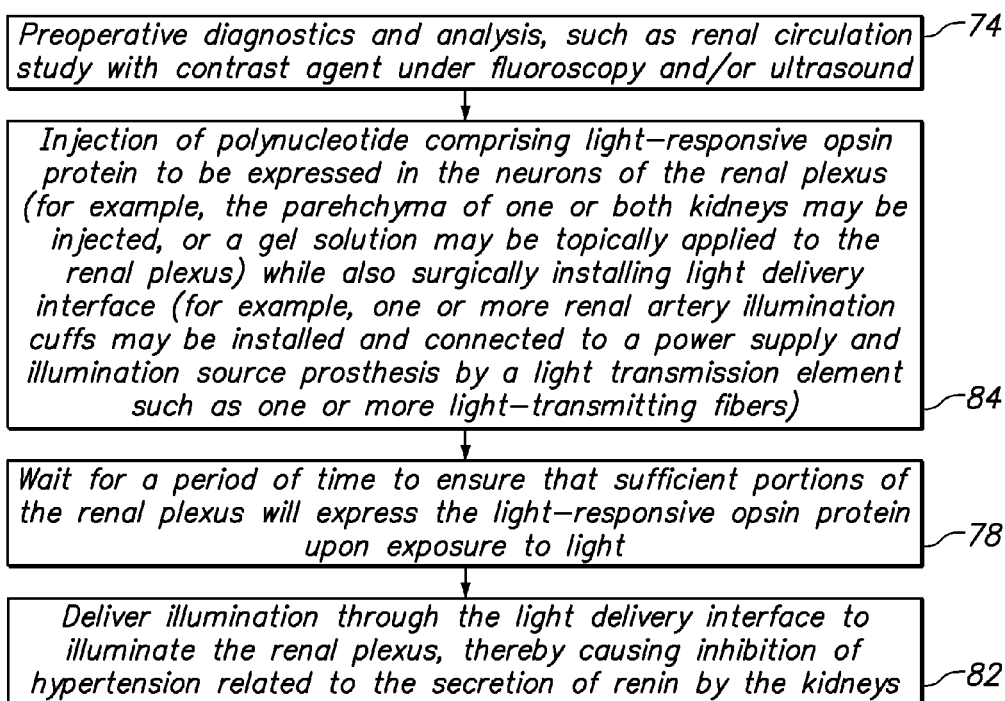 Preoperative diagnostics and analysis, such as renal circulation
study with contrast agent under fluoroscopy and/or ultrasound
74
Injection of polynucleotide comprising light-responsive opsin
protein to be expressed in the neurons of the renal plexus
(for example, the parehchyma of one or both kidneys may be
injected, or a gel solution may be topically applied to the
renal plexus) while also surgically installing light delivery
interface (for example, one or more renal artery illumination
cuffs may be installed and connected to a power supply and
illumination source prosthesis by a light transmission element
such as one or more light-transmitting fibers)
84
Wait for a period of time to ensure that sufficient portions of
the renal plexus will express the light-responsive opsin protein
upon exposure to light
78
Deliver illumination through the light delivery interface to
illuminate the renal plexus, thereby causing inhibition of
hypertension related to the secretion of renin by the kidneys
82